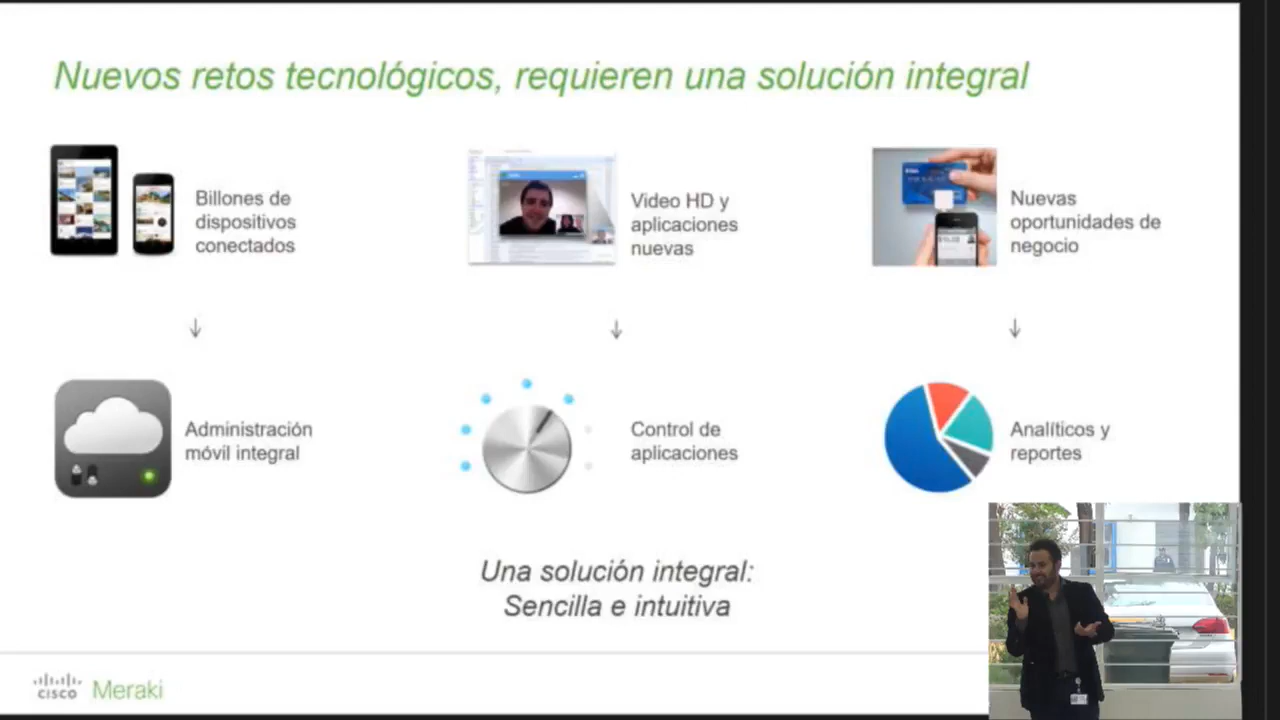 Nuevos retos tecnológicos, requieren una solución integral
Billones de
dispositivos
conectados
Video HD y
aplicaciones
nuevas
Nuevas
oportunidades de
negocio
Administración
móvil integral
Control de
aplicaciones
Analíticos y
reportes
Una solución integral:
Sencilla e intuitiva
cisco Meraki